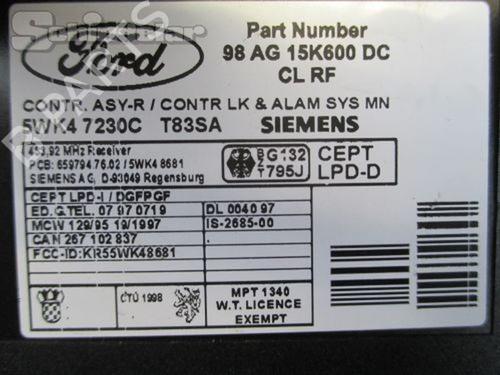 Ford
Part Number
98 AG 15K600 DC
CL RF
CONTR. ASY-R / CONTR LK & ALAM SYS MN
5WK4 7230C T83SA SIEMENS
433.92 MHz Receiver
PCB: 659794 76.02 / 5WK4 8681
SIEMENS AG, D-93049 Regensburg
BG132
T795J
CEPT
LPD-D
CEPT LPD-I / DGFPGF
ED. G.TEL. 07 97 0719
DL 004097
MCW 129/95 19/1997
IS-2685-00
CAN 267 102 837
FCC-ID: KR55WK48681
CTÚ 1998
MPT 1340
W.T. LICENCE
EXEMPT